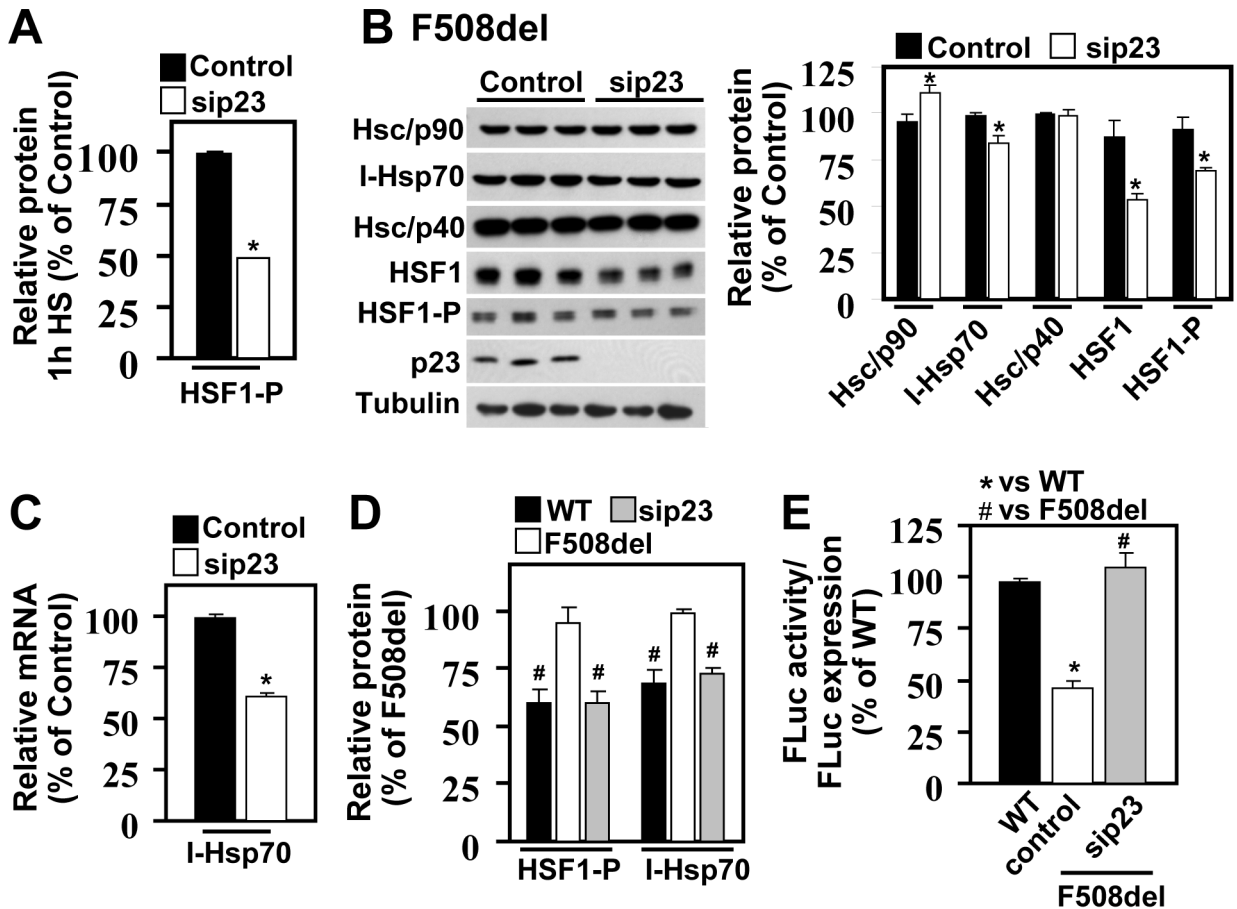 A
Control
sip23
Relative protein
1h HS (% of Control)
100
75
50
25
0
*
HSF1-P
B F508del
Control sip23
Hsc/p90
I-Hsp70
Hsc/p40
HSF1
HSF1-P
p23
Tubulin
Control sip23
Relative protein
(% of Control)
125
100
75
50
25
0
* * * *
Hsc/p90
I-Hsp70
Hsc/p40
HSF1
HSF1-P
C
Control
sip23
Relative mRNA
(% of Control)
100
75
50
25
0
*
I-Hsp70
D
WT sip23
F508del
Relative protein
(% of F508del)
100
75
50
25
0
# # # #
HSF1-P I-Hsp70
E
* vs WT
# vs F508del
FLuc activity/
FLuc expression
(% of WT)
125
100
75
50
25
0
* #
WT
control
sip23
F508del